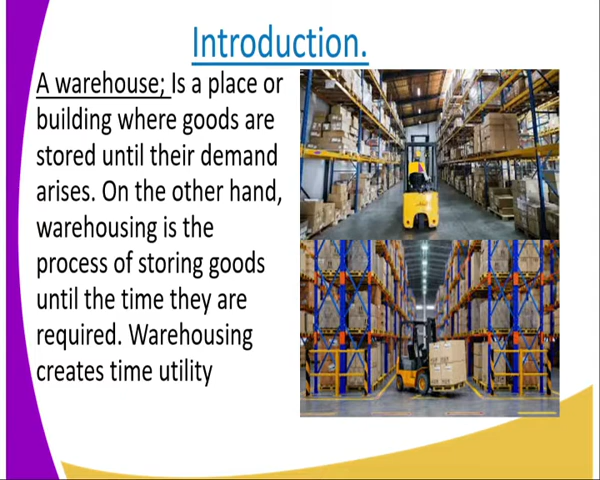 Introduction.
A warehouse; Is a place or
building where goods are
stored until their demand
arises. On the other hand,
warehousing is the
process of storing goods
until the time they are
required. Warehousing
creates time utility